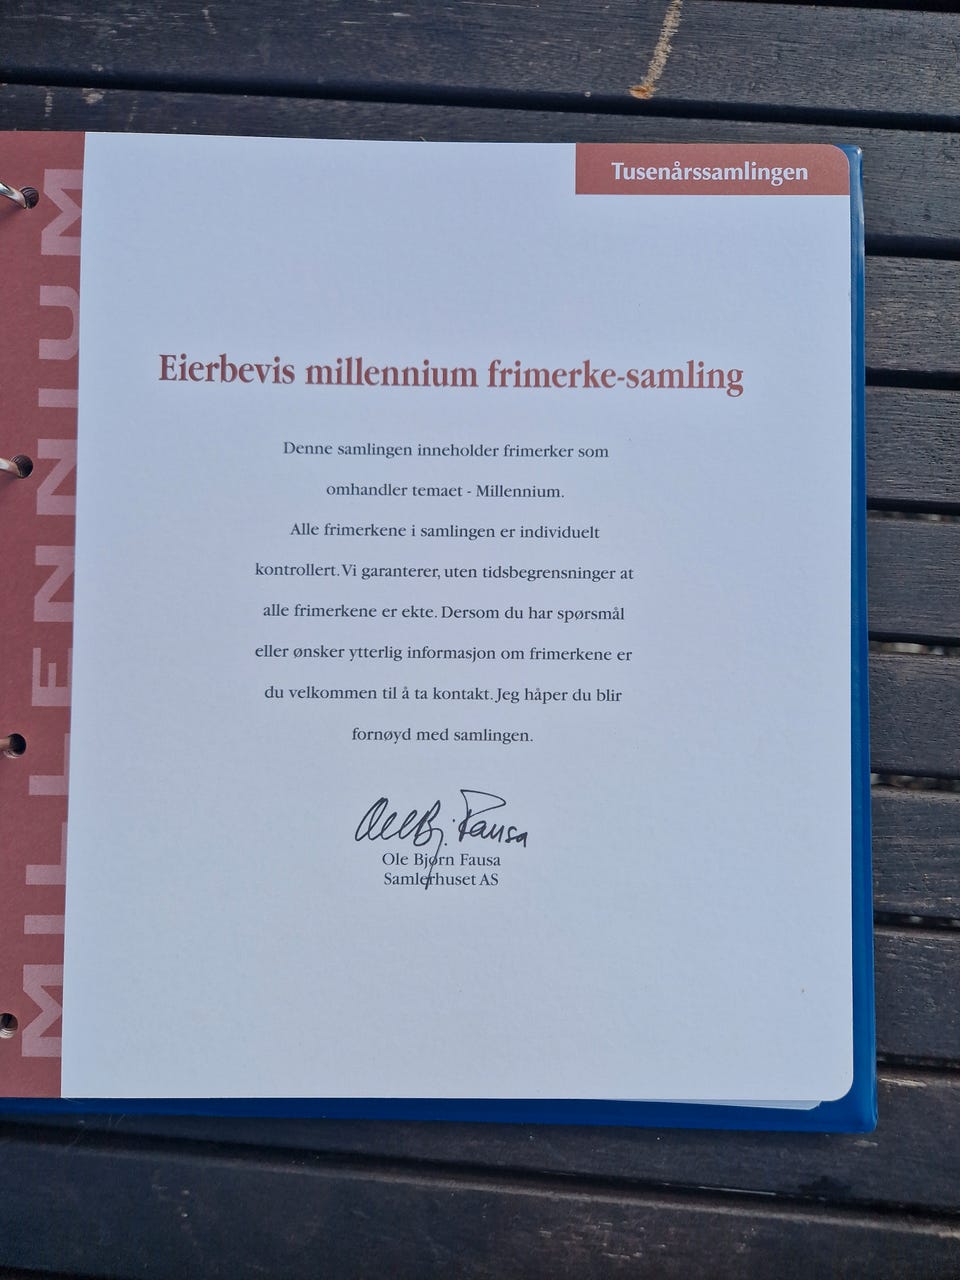 Tusenårssamlingen
MILLENNIUM
Eierbevis millennium frimerke-samling
Denne samlingen inneholder frimerker som
omhandler temaet - Millennium.
Alle frimerkene i samlingen er individuelt
kontrollert. Vi garanterer, uten tidsbegrensninger at
alle frimerkene er ekte. Dersom du har spørsmål
eller ønsker ytterlig informasjon om frimerkene er
du velkommen til å ta kontakt. Jeg håper du blir
fornøyd med samlingen.
Ole Bj. Fausa
Ole Bjørn Fausa
Samlerhuset AS